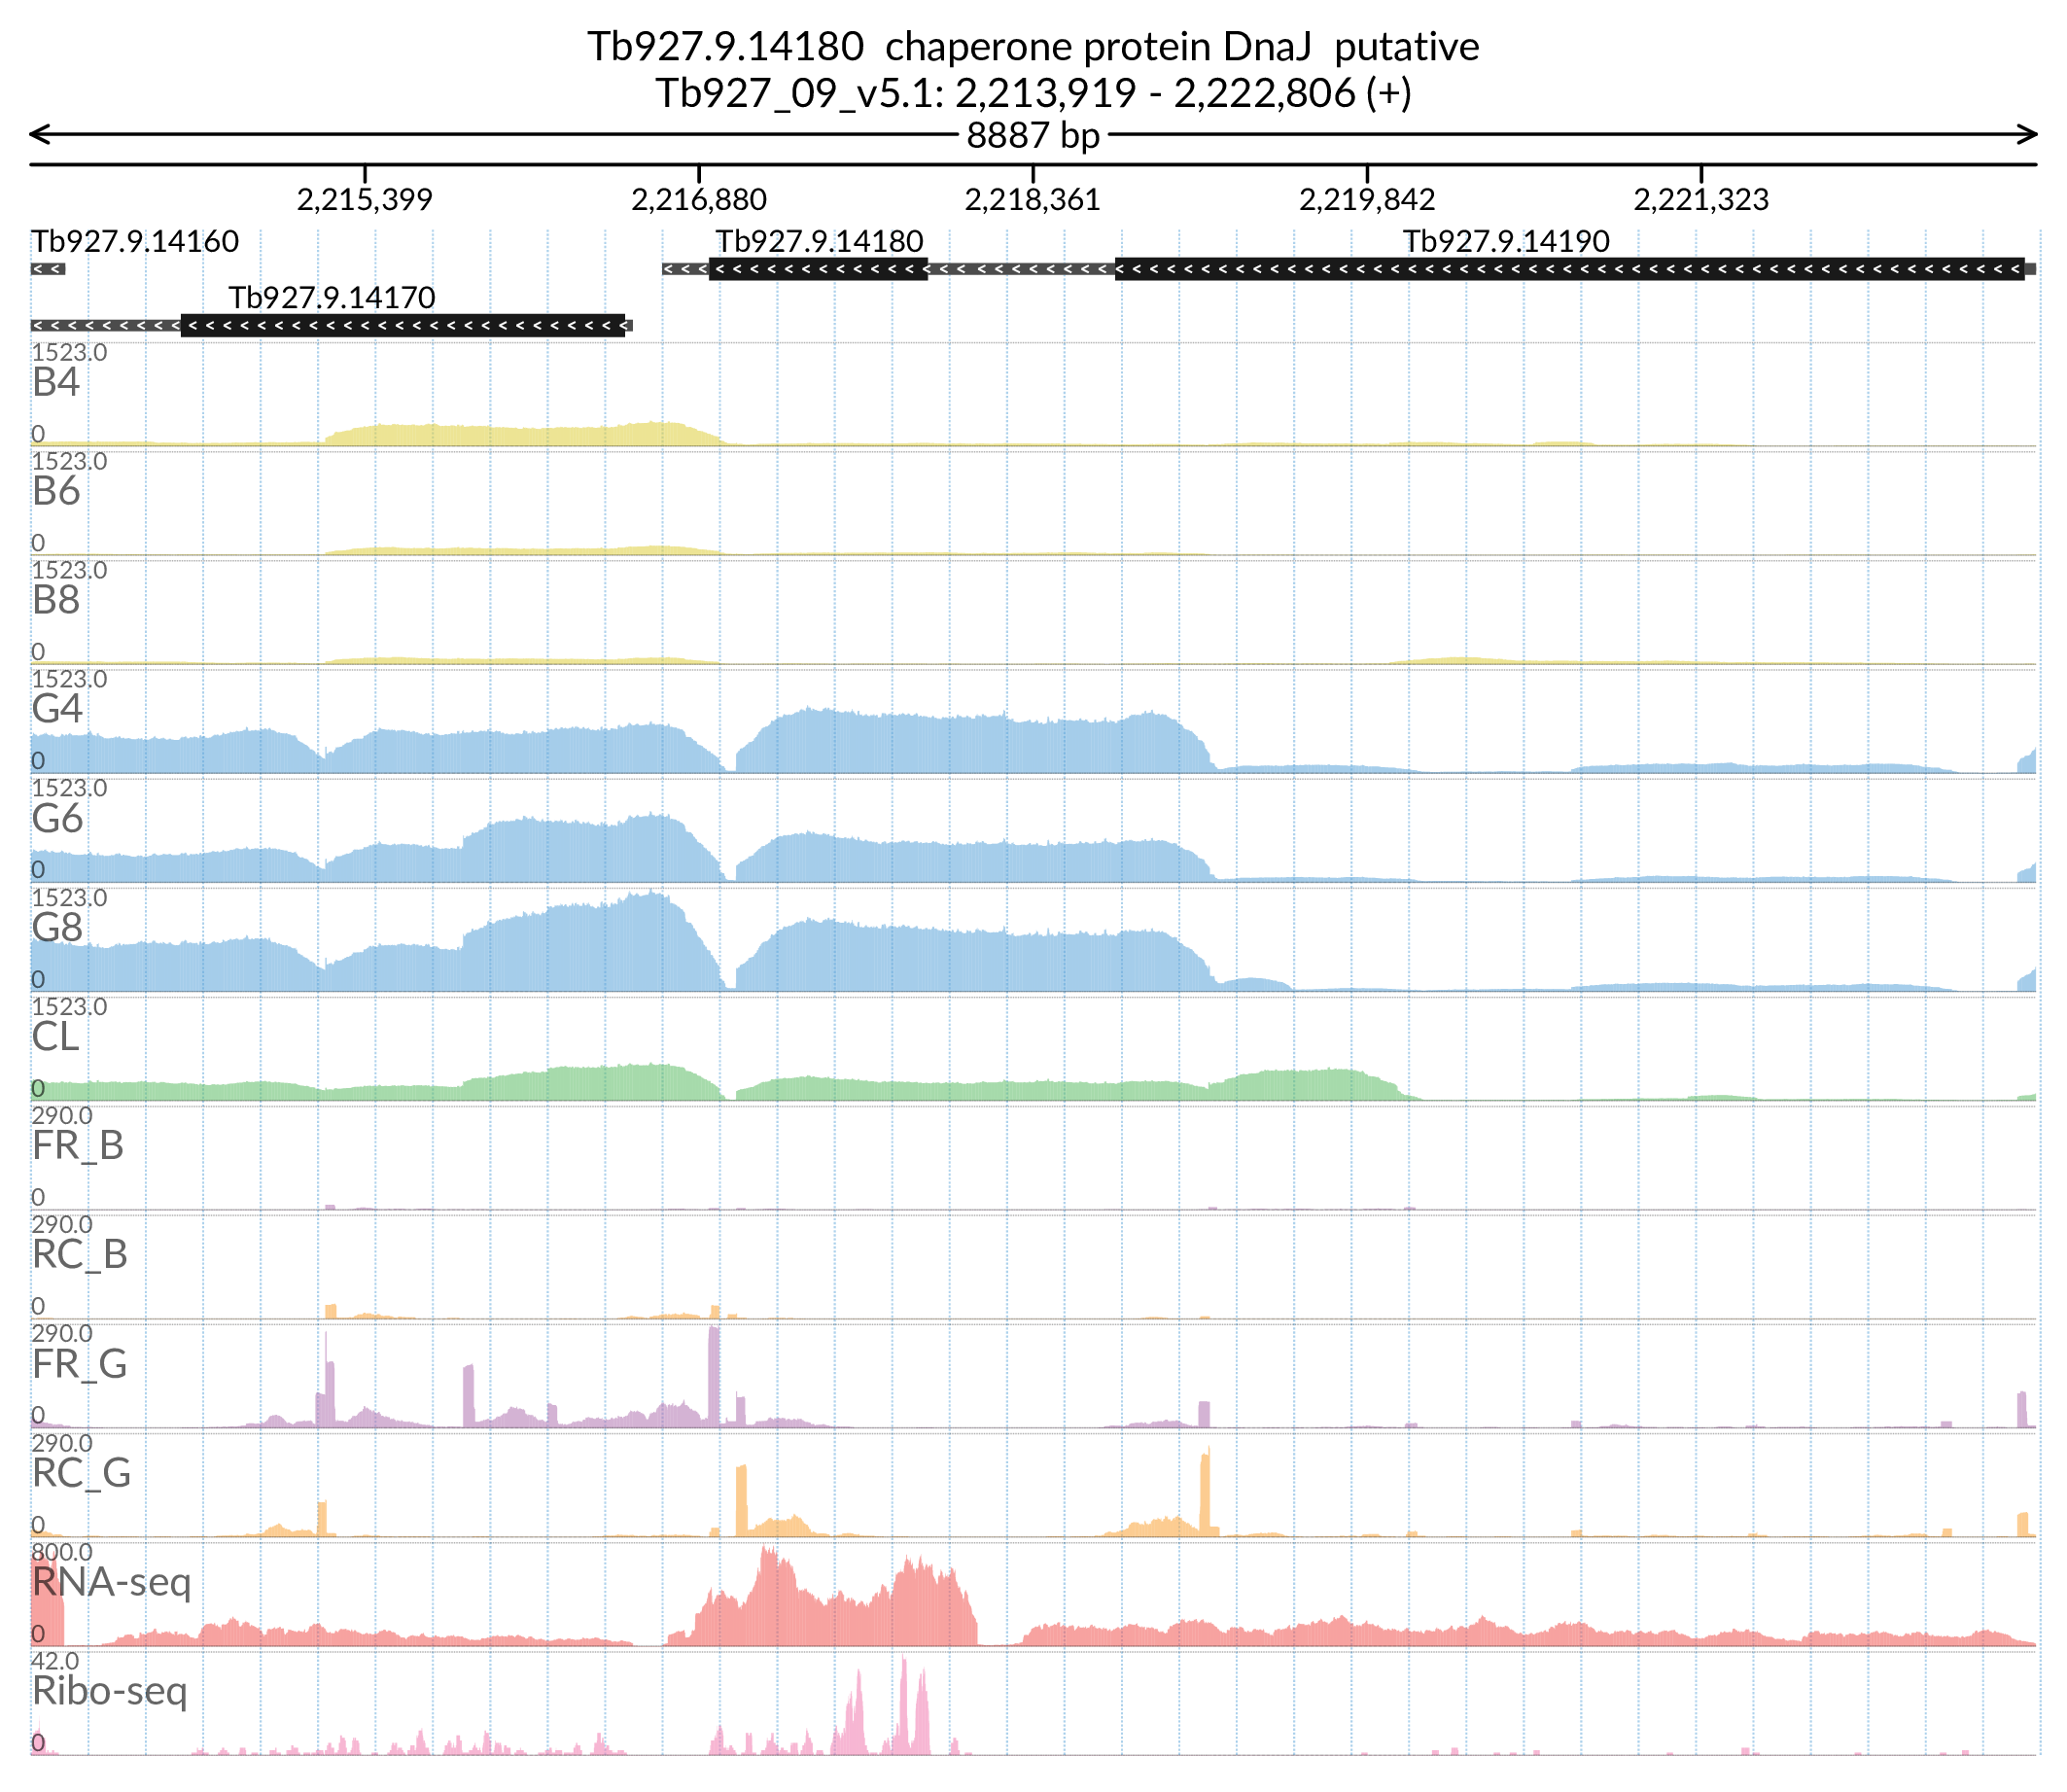 Tb927.9.14180  chaperone protein DnaJ  putative
Tb927_09_v5.1: 2,213,919 - 2,222,806 (+)
8887 bp
2,215,399 2,216,880 2,218,361 2,219,842 2,221,323
Tb927.9.14160 Tb927.9.14180 Tb927.9.14190
Tb927.9.14170
1523.0
B4
0
1523.0
B6
0
1523.0
B8
0
1523.0
G4
0
1523.0
G6
0
1523.0
G8
0
1523.0
CL
0
290.0
FR_B
0
290.0
RC_B
0
290.0
FR_G
0
290.0
RC_G
0
800.0
RNA-seq
0
42.0
Ribo-seq
0